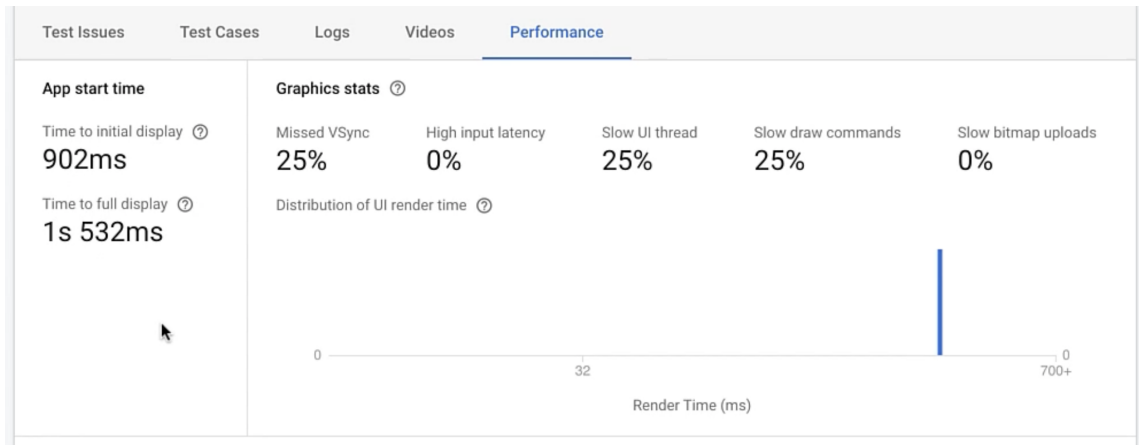 Test Issues Test Cases Logs Videos Performance
App start time
Time to initial display
902ms
Time to full display
1s 532ms
Graphics stats
Missed VSync High input latency Slow UI thread Slow draw commands Slow bitmap uploads
25% 0% 25% 25% 0%
Distribution of UI render time
0 0
32 700+
Render Time (ms)